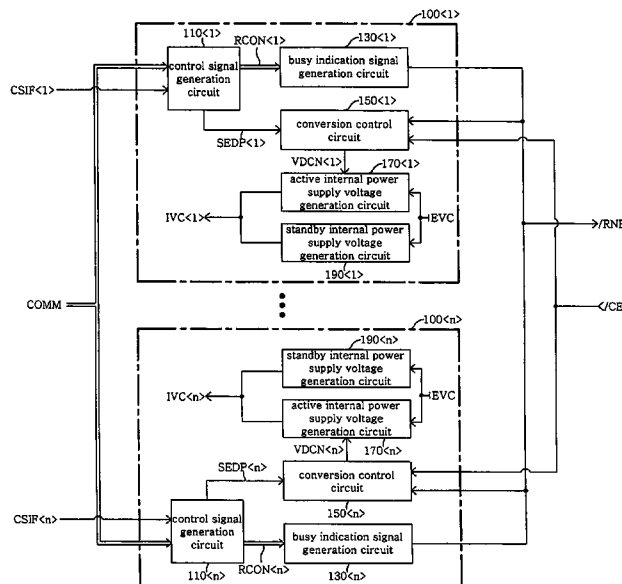 100<1>
110<1>
RCON<1>
130<1>
control signal
generation
circuit
busy indication signal
generation circuit
CSIF<1>
150<1>
conversion control
circuit
SEDP<1>
VDCN<1>
170<1>
active internal power
supply voltage
generation circuit
IVC<1>
EVC
standby internal power
supply voltage
generation circuit
190<1>
/RNB
COMM
/CE
100<n>
190<n>
standby internal power
supply voltage
generation circuit
IVC<n>
EVC
active internal power
supply voltage
generation circuit
VDCN<n>
170<n>
SEDP<n>
conversion control
circuit
150<n>
CSIF<n>
control signal
generation
circuit
busy indication signal
generation circuit
110<n>
RCON<n>
130<n>